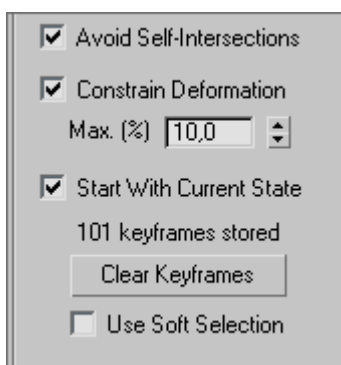 Avoid Self-Intersections
Constrain Deformation
Max. (%) 10,0
Start With Current State
101 keyframes stored
Clear Keyframes
Use Soft Selection